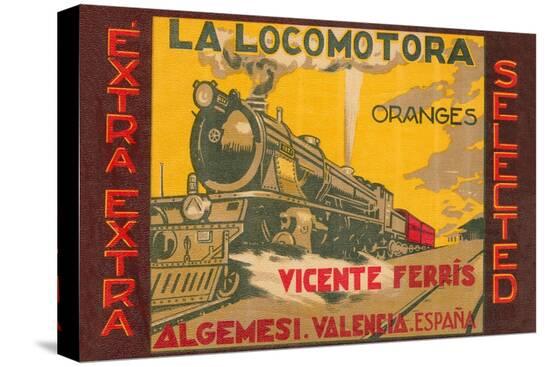 LA LOCOMOTORA
ORANGES
EXTRA EXTRA
SELECTED
VICENTE FERRÍS
ALGEMESI. VALENCIA. ESPAÑA